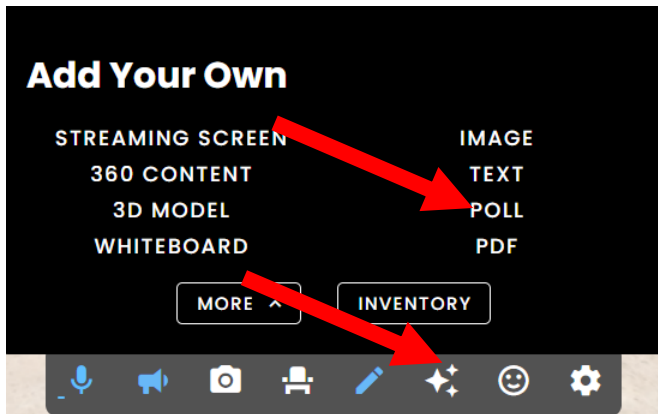 Add Your Own
STREAMING SCREEN
IMAGE
360 CONTENT
TEXT
3D MODEL
POLL
WHITEBOARD
PDF
MORE
INVENTORY